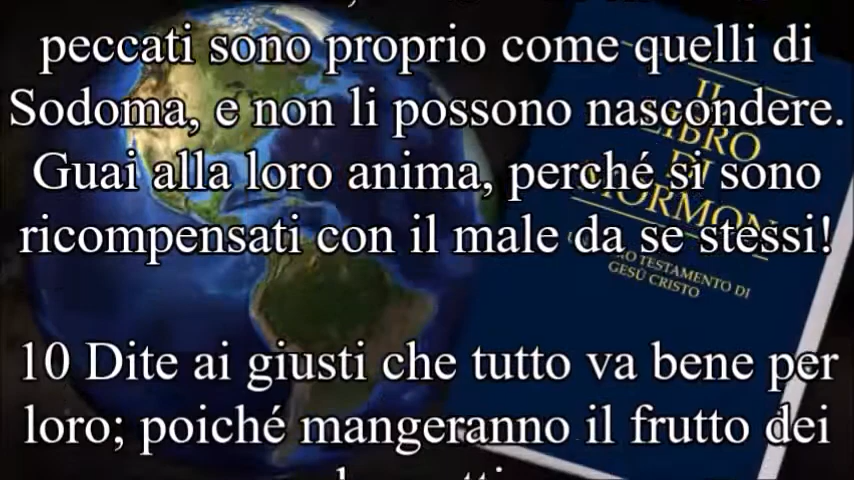 peccati sono proprio come quelli di
Sodoma, e non li possono nascondere.
Guai alla loro anima, perché si sono
ricompensati con il male da se stessi!
10 Dite ai giusti che tutto va bene per
loro; poiché mangeranno il frutto dei
IL
LIBRO
DI
MORMON
TESTAMENTO DI
GESÙ CRISTO